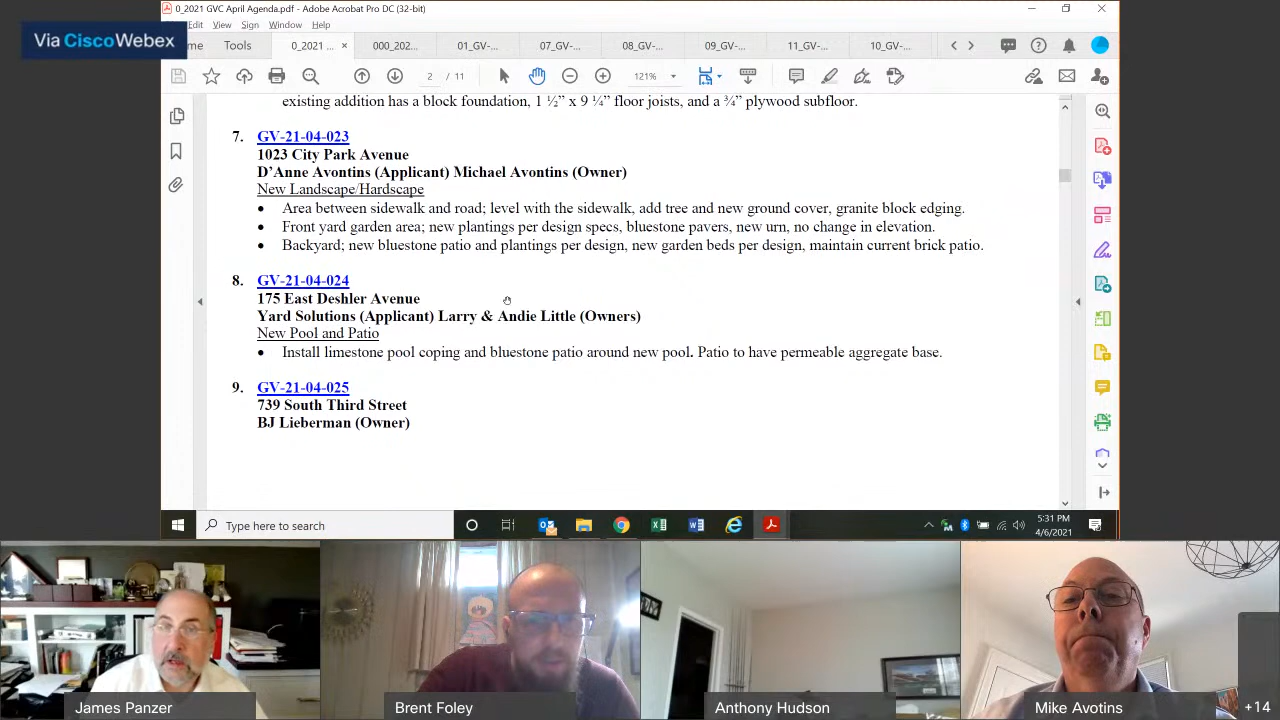 0_2021 GVC April Agenda.pdf - Adobe Acrobat Pro DC (32-bit)
Edit View Sign Window Help
Via CiscoWebex
me Tools 0_2021 ... × 000_202... 01_GV-... 07_GV-... 08_GV-... 09_GV-... 11_GV-... 10_GV-...
2 / 11 121%
existing addition has a block foundation, 1 ½” x 9 ¼” floor joists, and a ¾” plywood subfloor.
7. GV-21-04-023
1023 City Park Avenue
D’Anne Avontins (Applicant) Michael Avontins (Owner)
New Landscape/Hardscape
• Area between sidewalk and road; level with the sidewalk, add tree and new ground cover, granite block edging.
• Front yard garden beds; new plantings per design specs, bluestone pavers, new urn, no change in elevation.
• Backyard; new bluestone patio and plantings per design, new garden beds per design, maintain current brick patio.
8. GV-21-04-024
175 East Deshler Avenue
Yard Solutions (Applicant) Larry & Andie Little (Owners)
New Pool and Patio
• Install limestone pool coping and bluestone patio around new pool. Patio to have permeable aggregate base.
9. GV-21-04-025
739 South Third Street
BJ Lieberman (Owner)
Type here to search
5:31 PM
4/6/2021
James Panzer
Brent Foley
Anthony Hudson
Mike Avotins
+14